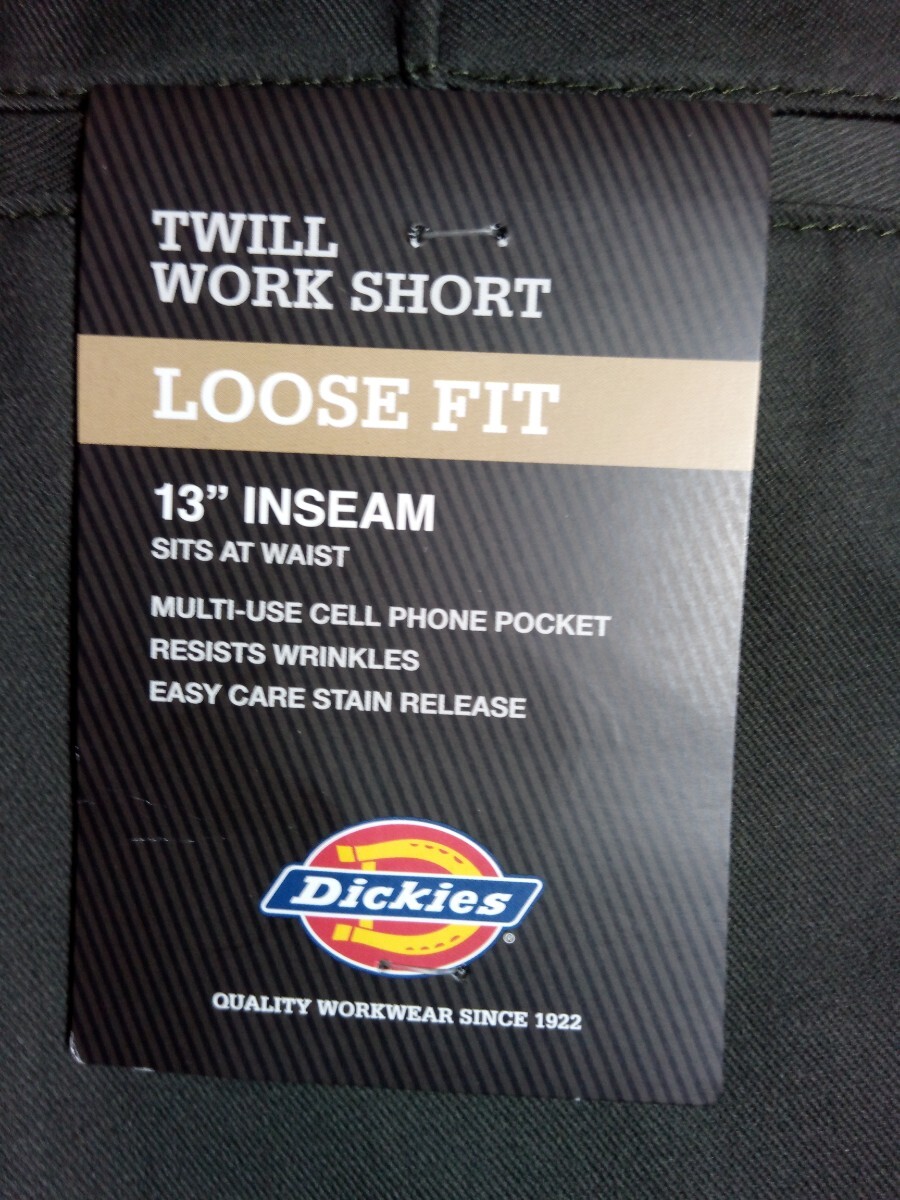 TWILL
WORK SHORT
LOOSE FIT
13” INSEAM
SITS AT WAIST
MULTI-USE CELL PHONE POCKET
RESISTS WRINKLES
EASY CARE STAIN RELEASE
Dickies®
QUALITY WORKWEAR SINCE 1922